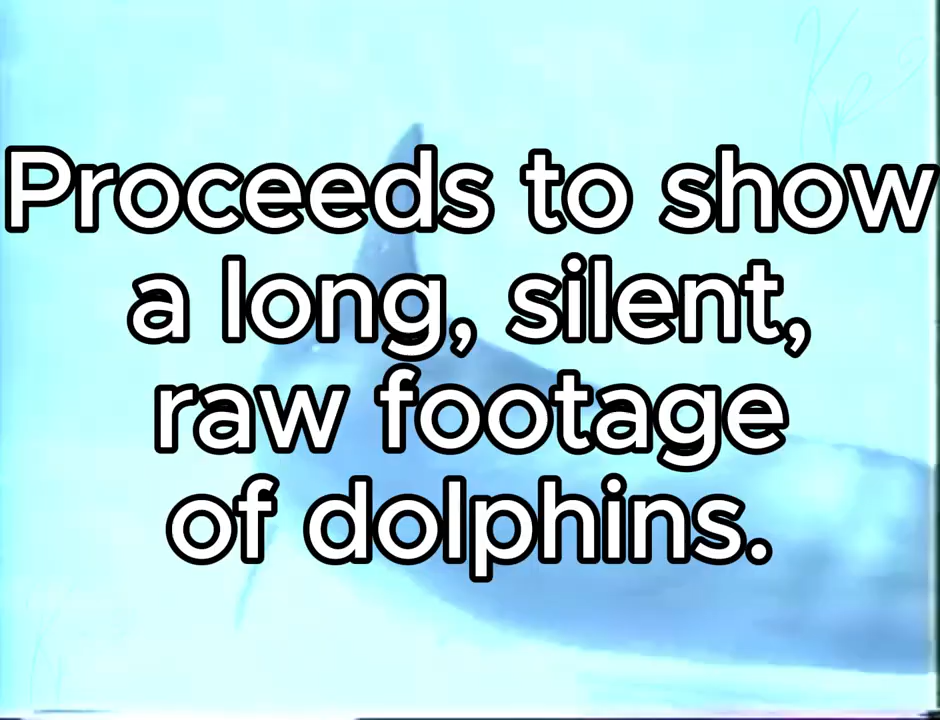 Proceeds to show
a long, silent,
raw footage
of dolphins.